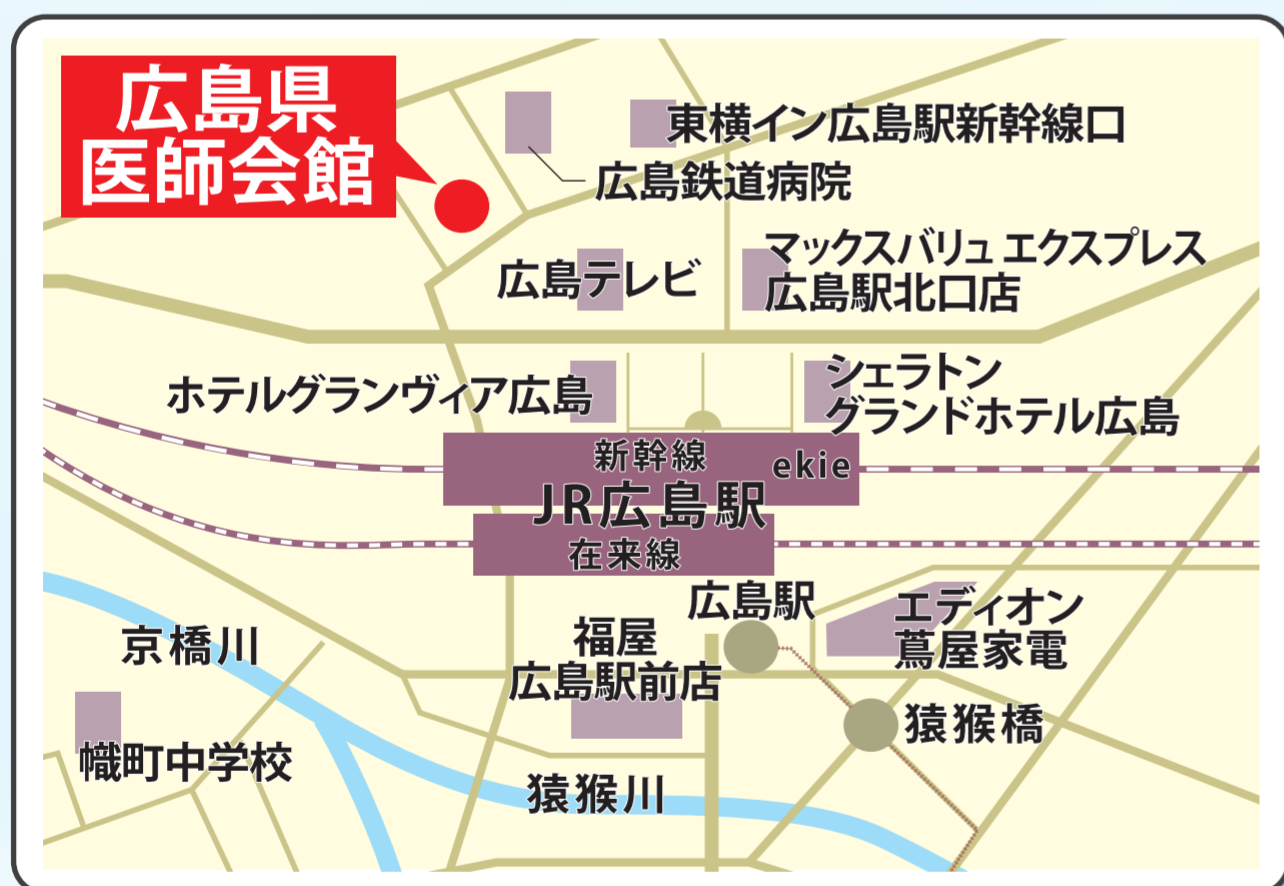 広島県
医師会館
東横イン広島駅新幹線口
広島鉄道病院
マックスバリュ エクスプレス
広島駅北口店
広島テレビ
シェラトン
グランドホテル広島
ホテルグランヴィア広島
新幹線
ekie
JR広島駅
在来線
広島駅
エディオン
蔦屋家電
福屋
広島駅前店
京橋川
猿猴橋
幟町中学校
猿猴川